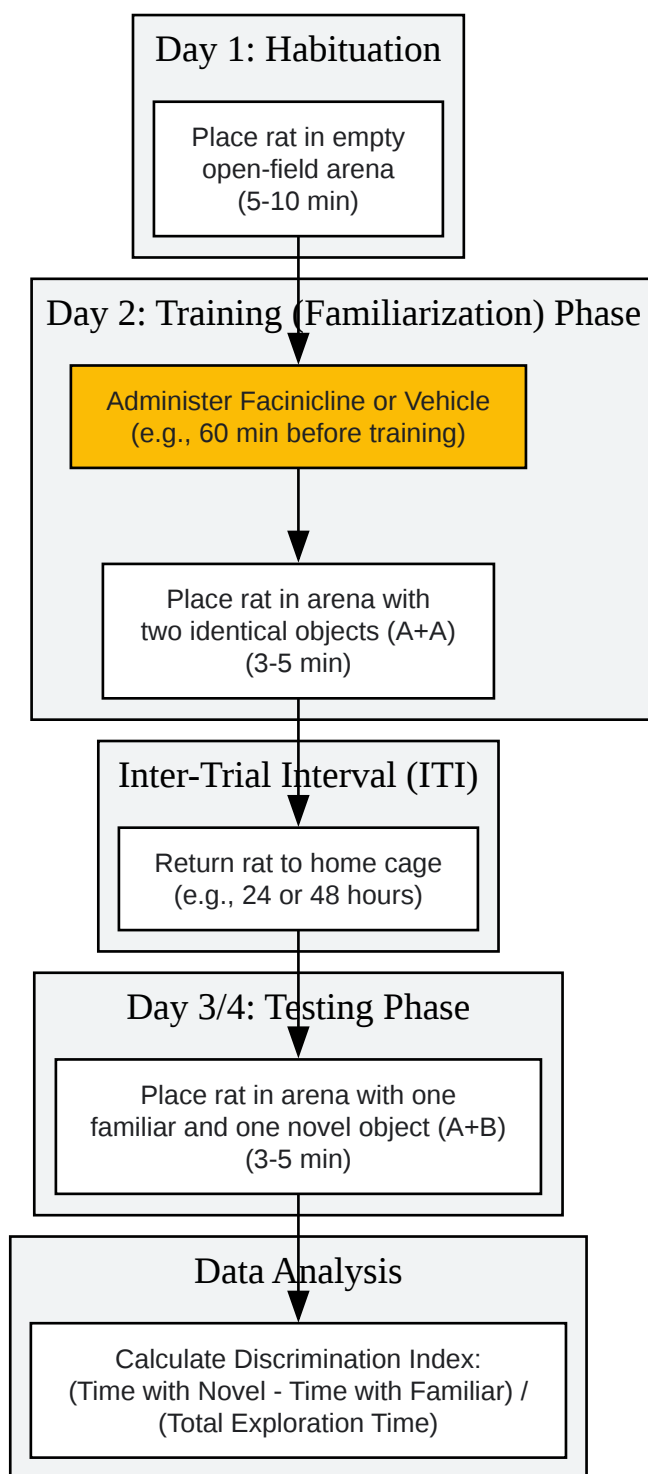 Day 1: Habituation
Place rat in empty
open-field arena
(5-10 min)
Day 2: Training (Familiarization) Phase
Administer Facinicline or Vehicle
(e.g., 60 min before training)
Place rat in arena with
two identical objects (A+A)
(3-5 min)
Inter-Trial Interval (ITI)
Return rat to home cage
(e.g., 24 or 48 hours)
Day 3/4: Testing Phase
Place rat in arena with one
familiar and one novel object (A+B)
(3-5 min)
Data Analysis
Calculate Discrimination Index:
(Time with Novel - Time with Familiar) /
(Total Exploration Time)